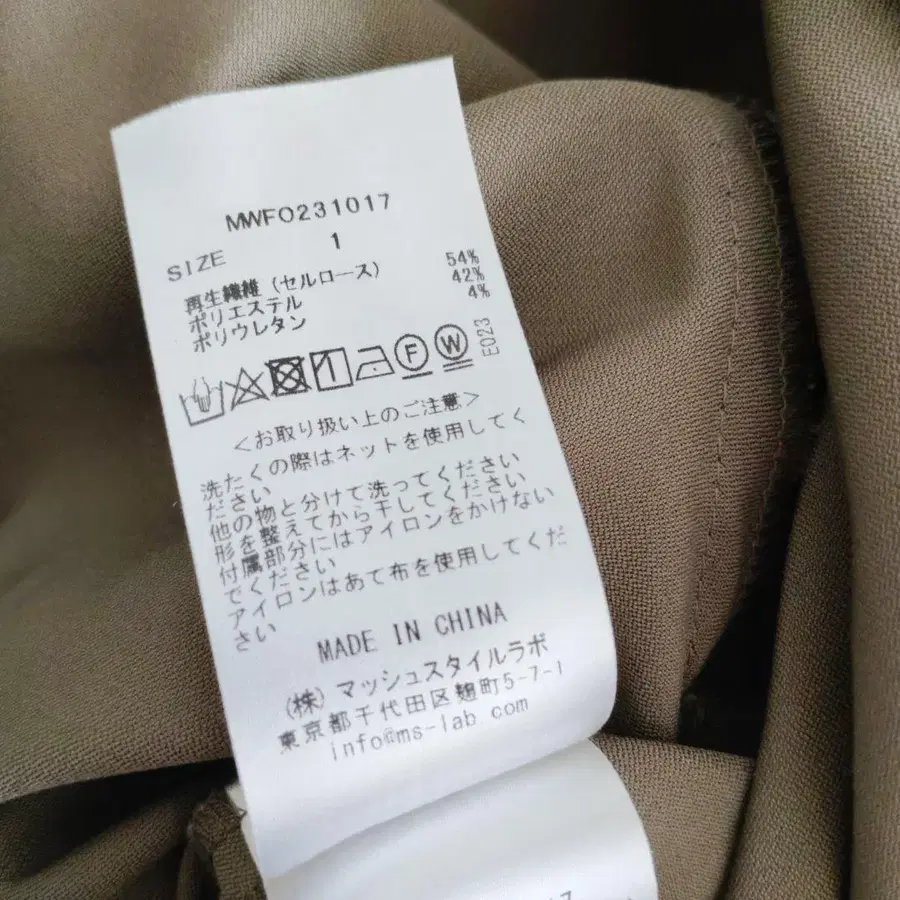 MWFO231017
SIZE 1
再生繊維(セルロース) 54%
ポリエステル 42%
ポリウレタン 4%
F W E023
<お取り扱い上のご注意>
洗たくの際はネットを使用してく
ださい
他の物と分けて洗ってください
形を整えてから干してください
付属部分にはアイロンをかけない
でください
アイロンはあて布を使用してくだ
さい
MADE IN CHINA
(株)マッシュスタイルラボ
東京都千代田区麹町5-7-1
info@ms-lab com